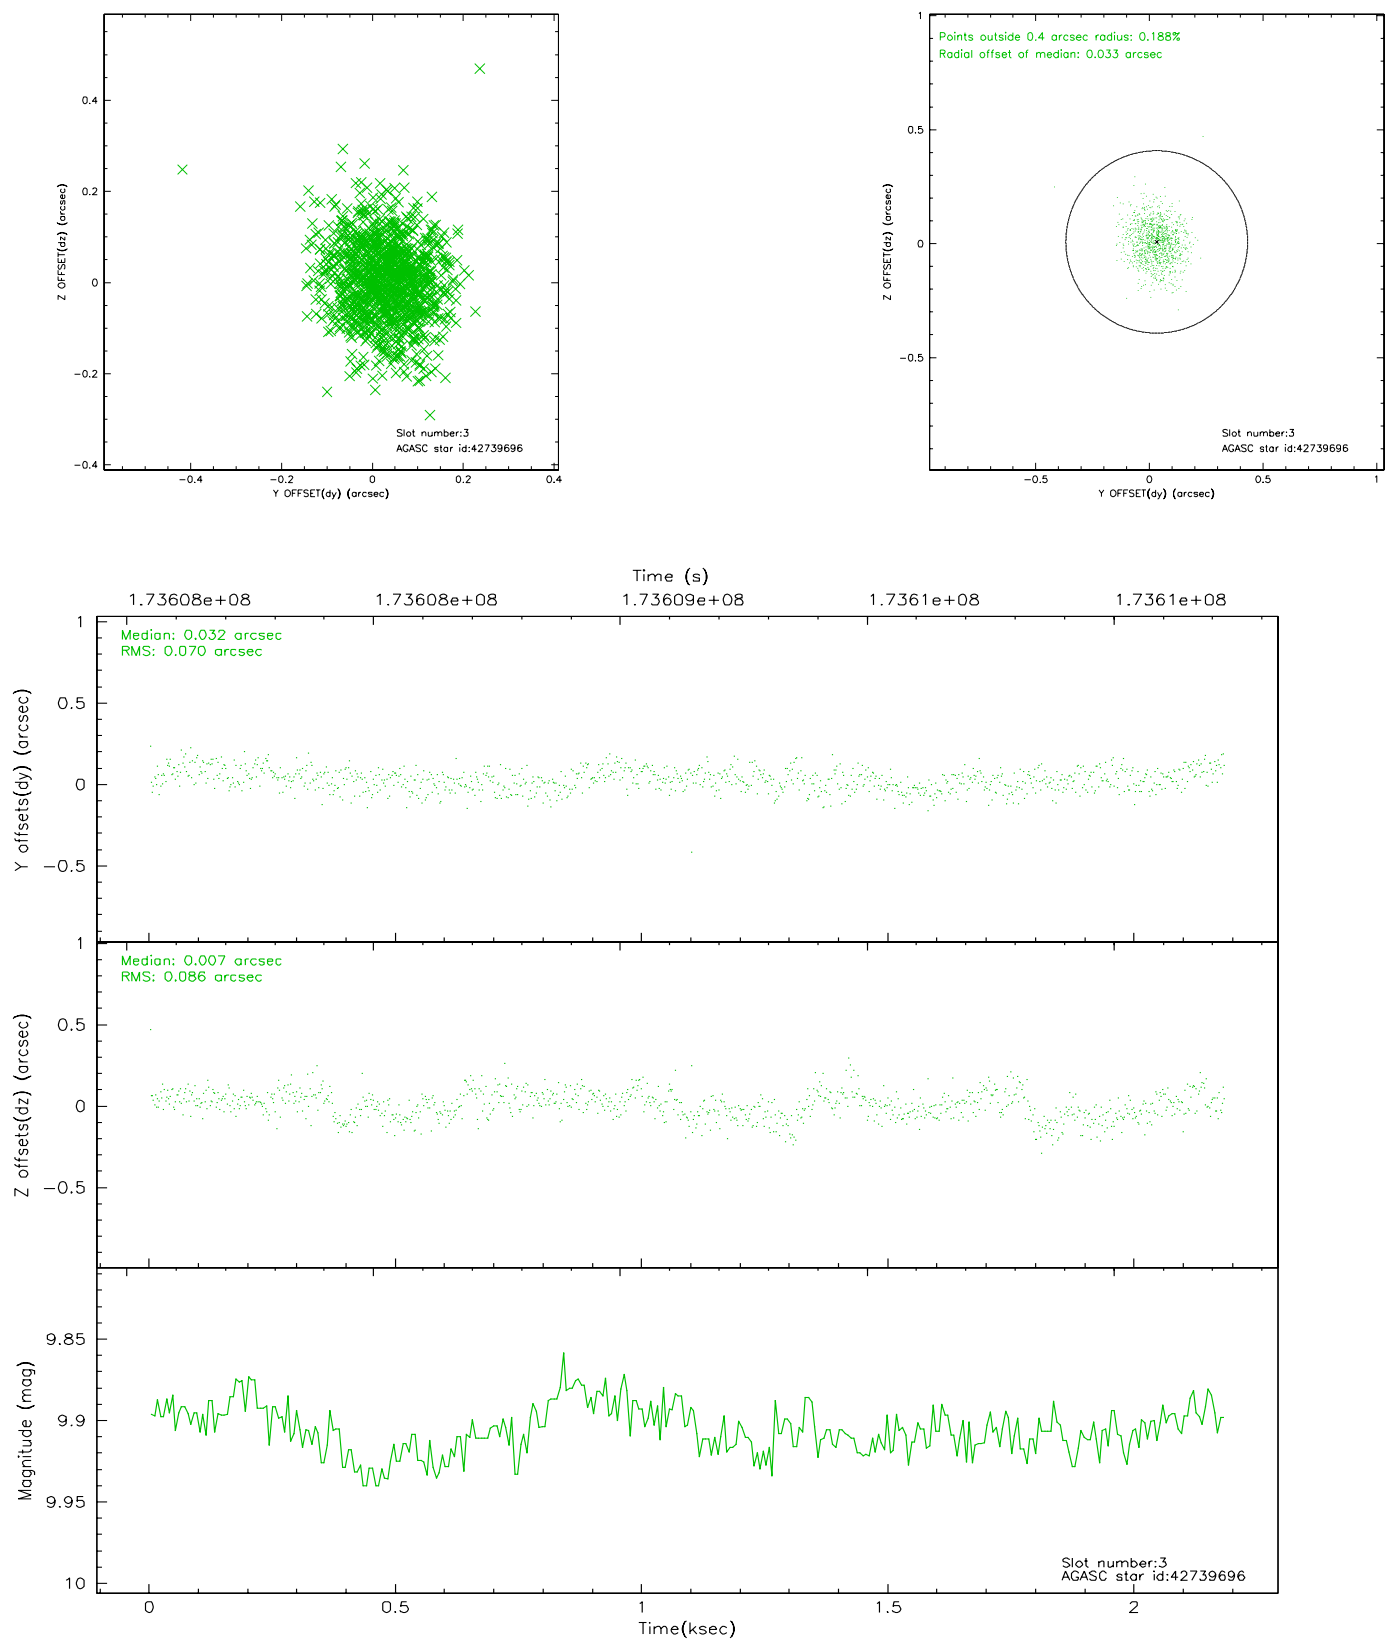 0.4
0.2
0
−0.2
−0.4
Z OFFSET(dz) (arcsec)
Slot number:3
AGASC star id:42739696
−0.4
−0.2
0
0.2
0.4
Y OFFSET(dy) (arcsec)
Points outside 0.4 arcsec radius: 0.188%
Radial offset of median: 0.033 arcsec
1
0.5
0
−0.5
Z OFFSET(dz) (arcsec)
Slot number:3
AGASC star id:42739696
−0.5
0
0.5
1
Y OFFSET(dy) (arcsec)
Time (s)
1.73608e+08
1.73608e+08
1.73609e+08
1.7361e+08
1.7361e+08
Median: 0.032 arcsec
RMS: 0.070 arcsec
1
0.5
0
−0.5
Y offsets(dy) (arcsec)
Median: 0.007 arcsec
RMS: 0.086 arcsec
1
0.5
0
−0.5
Z offsets(dz) (arcsec)
9.85
9.9
9.95
10
Magnitude (mag)
Slot number:3
AGASC star id:42739696
0
0.5
1
1.5
2
Time(ksec)